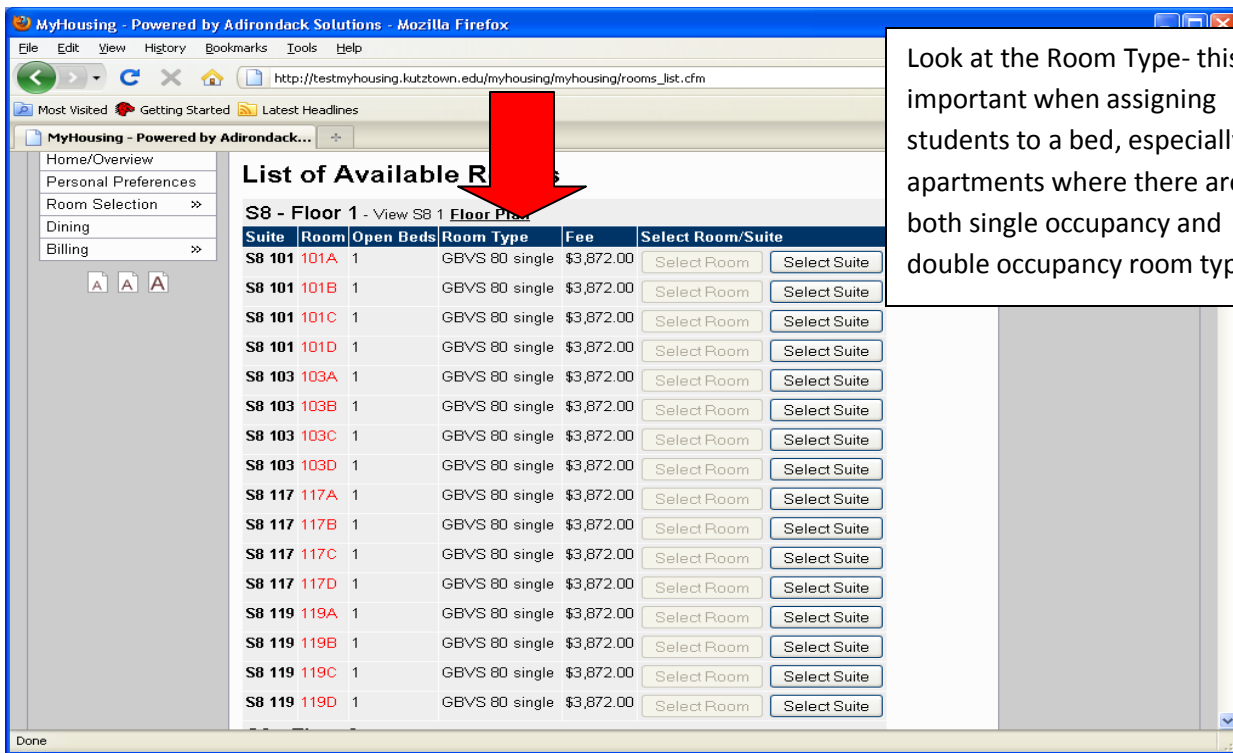 MyHousing - Powered by Adirondack Solutions - Mozilla Firefox
File Edit View History Bookmarks Tools Help
http://testmyhousing.kutztown.edu/myhousing/myhousing/rooms_list.cfm
Most Visited Getting Started Latest Headlines
MyHousing - Powered by Adirondack...
Look at the Room Type- this
important when assigning
students to a bed, especially
apartments where there are
both single occupancy and
double occupancy room typ
Home/Overview
Personal Preferences
Room Selection »
Dining
Billing »
A A A
List of Available R s
S8 - Floor 1 - View S8 1 Floor Plan
Suite Room Open Beds Room Type Fee Select Room/Suite
S8 101 101A 1 GBVS 80 single $3,872.00 Select Room Select Suite
S8 101 101B 1 GBVS 80 single $3,872.00 Select Room Select Suite
S8 101 101C 1 GBVS 80 single $3,872.00 Select Room Select Suite
S8 101 101D 1 GBVS 80 single $3,872.00 Select Room Select Suite
S8 103 103A 1 GBVS 80 single $3,872.00 Select Room Select Suite
S8 103 103B 1 GBVS 80 single $3,872.00 Select Room Select Suite
S8 103 103C 1 GBVS 80 single $3,872.00 Select Room Select Suite
S8 103 103D 1 GBVS 80 single $3,872.00 Select Room Select Suite
S8 117 117A 1 GBVS 80 single $3,872.00 Select Room Select Suite
S8 117 117B 1 GBVS 80 single $3,872.00 Select Room Select Suite
S8 117 117C 1 GBVS 80 single $3,872.00 Select Room Select Suite
S8 117 117D 1 GBVS 80 single $3,872.00 Select Room Select Suite
S8 119 119A 1 GBVS 80 single $3,872.00 Select Room Select Suite
S8 119 119B 1 GBVS 80 single $3,872.00 Select Room Select Suite
S8 119 119C 1 GBVS 80 single $3,872.00 Select Room Select Suite
S8 119 119D 1 GBVS 80 single $3,872.00 Select Room Select Suite
Done